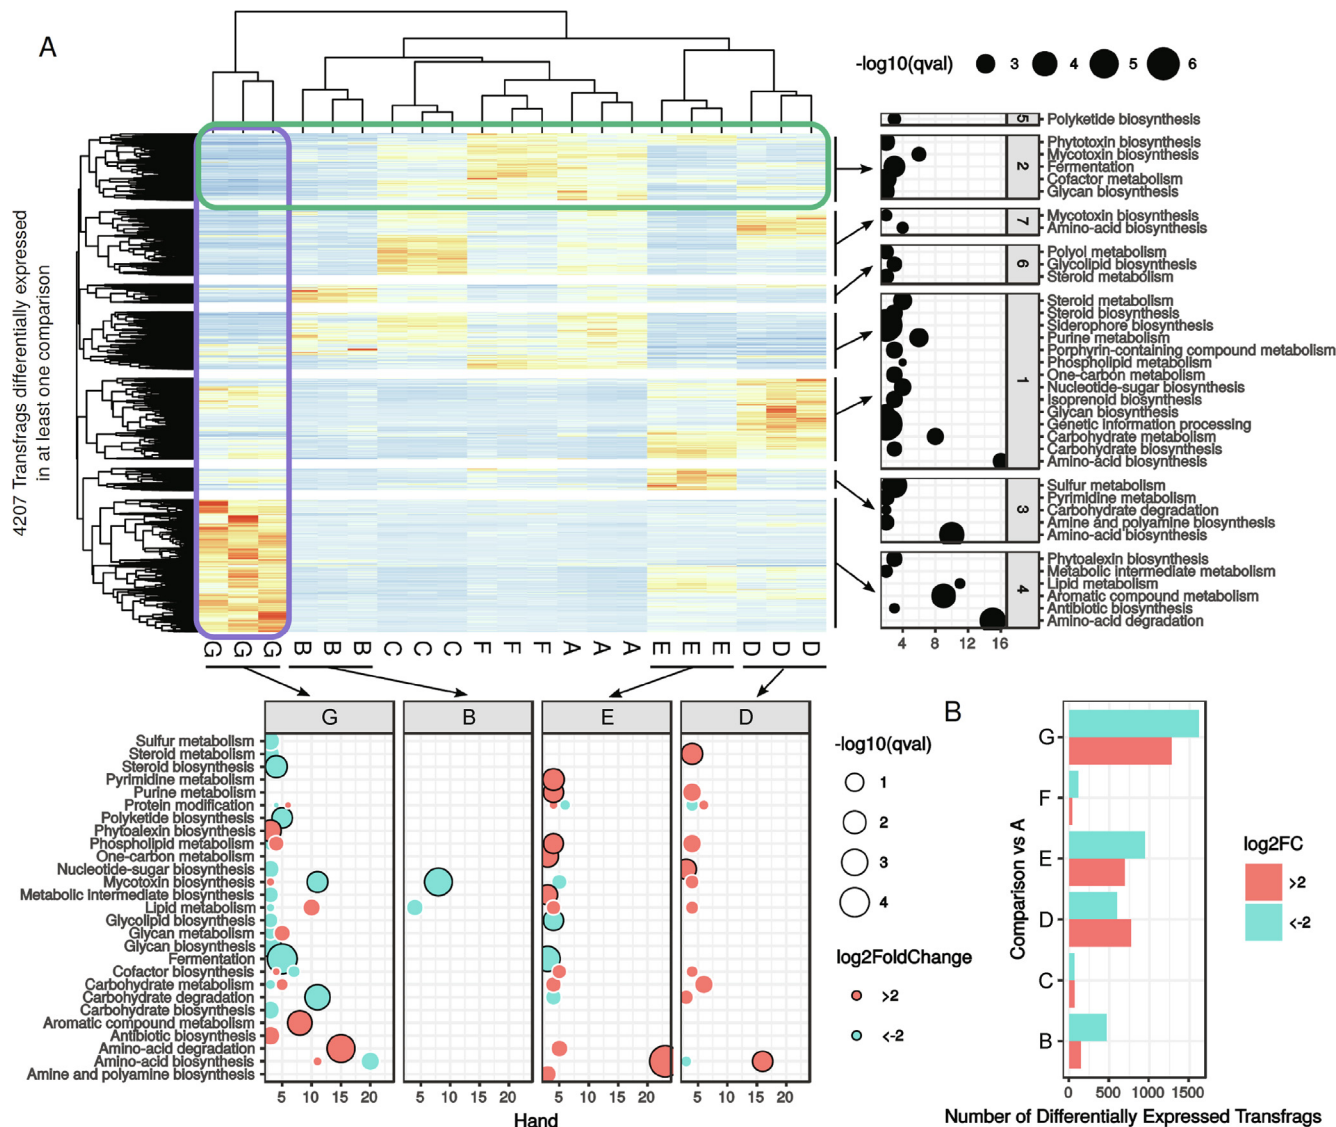 A
-log10(qval) 3 4 5 6
4207 Transfrags differentially expressed
in at least one comparison
5
Polyketide biosynthesis
2
Phytotoxin biosynthesis
Mycotoxin biosynthesis
Fermentation
Cofactor metabolism
Glycan biosynthesis
7
Mycotoxin biosynthesis
Amino-acid biosynthesis
6
Polyol metabolism
Glycolipid biosynthesis
Steroid metabolism
1
Steroid metabolism
Steroid biosynthesis
Siderophore biosynthesis
Purine metabolism
Porphyrin-containing compound metabolism
Phospholipid metabolism
One-carbon metabolism
Nucleotide-sugar biosynthesis
Isoprenoid biosynthesis
Glycan biosynthesis
Genetic information processing
Carbohydrate metabolism
Carbohydrate biosynthesis
Amino-acid biosynthesis
3
Sulfur metabolism
Pyrimidine metabolism
Carbohydrate degradation
Amine and polyamine biosynthesis
Amino-acid biosynthesis
4
Phytoalexin biosynthesis
Metabolic intermediate metabolism
Lipid metabolism
Aromatic compound metabolism
Antibiotic biosynthesis
Amino-acid degradation
4 8 12 16
G G G B B B C C C F F F A A A E E E D D D
G B E D
Sulfur metabolism
Steroid metabolism
Steroid biosynthesis
Pyrimidine metabolism
Purine metabolism
Protein modification
Polyketide biosynthesis
Phytoalexin biosynthesis
Phospholipid metabolism
One-carbon metabolism
Nucleotide-sugar biosynthesis
Mycotoxin biosynthesis
Metabolic intermediate biosynthesis
Lipid metabolism
Glycolipid biosynthesis
Glycan metabolism
Glycan biosynthesis
Fermentation
Cofactor biosynthesis
Carbohydrate metabolism
Carbohydrate degradation
Carbohydrate biosynthesis
Aromatic compound metabolism
Antibiotic biosynthesis
Amino-acid degradation
Amino-acid biosynthesis
Amine and polyamine biosynthesis
5 10 15 20 5 10 15 20 5 10 15 20 5 10 15 20
Hand
-log10(qval)
1
2
3
4
log2FoldChange
>2
<-2
B
Comparison vs A
G
F
E
D
C
B
0 500 1000 1500
Number of Differentially Expressed Transfrags
log2FC
>2
<-2